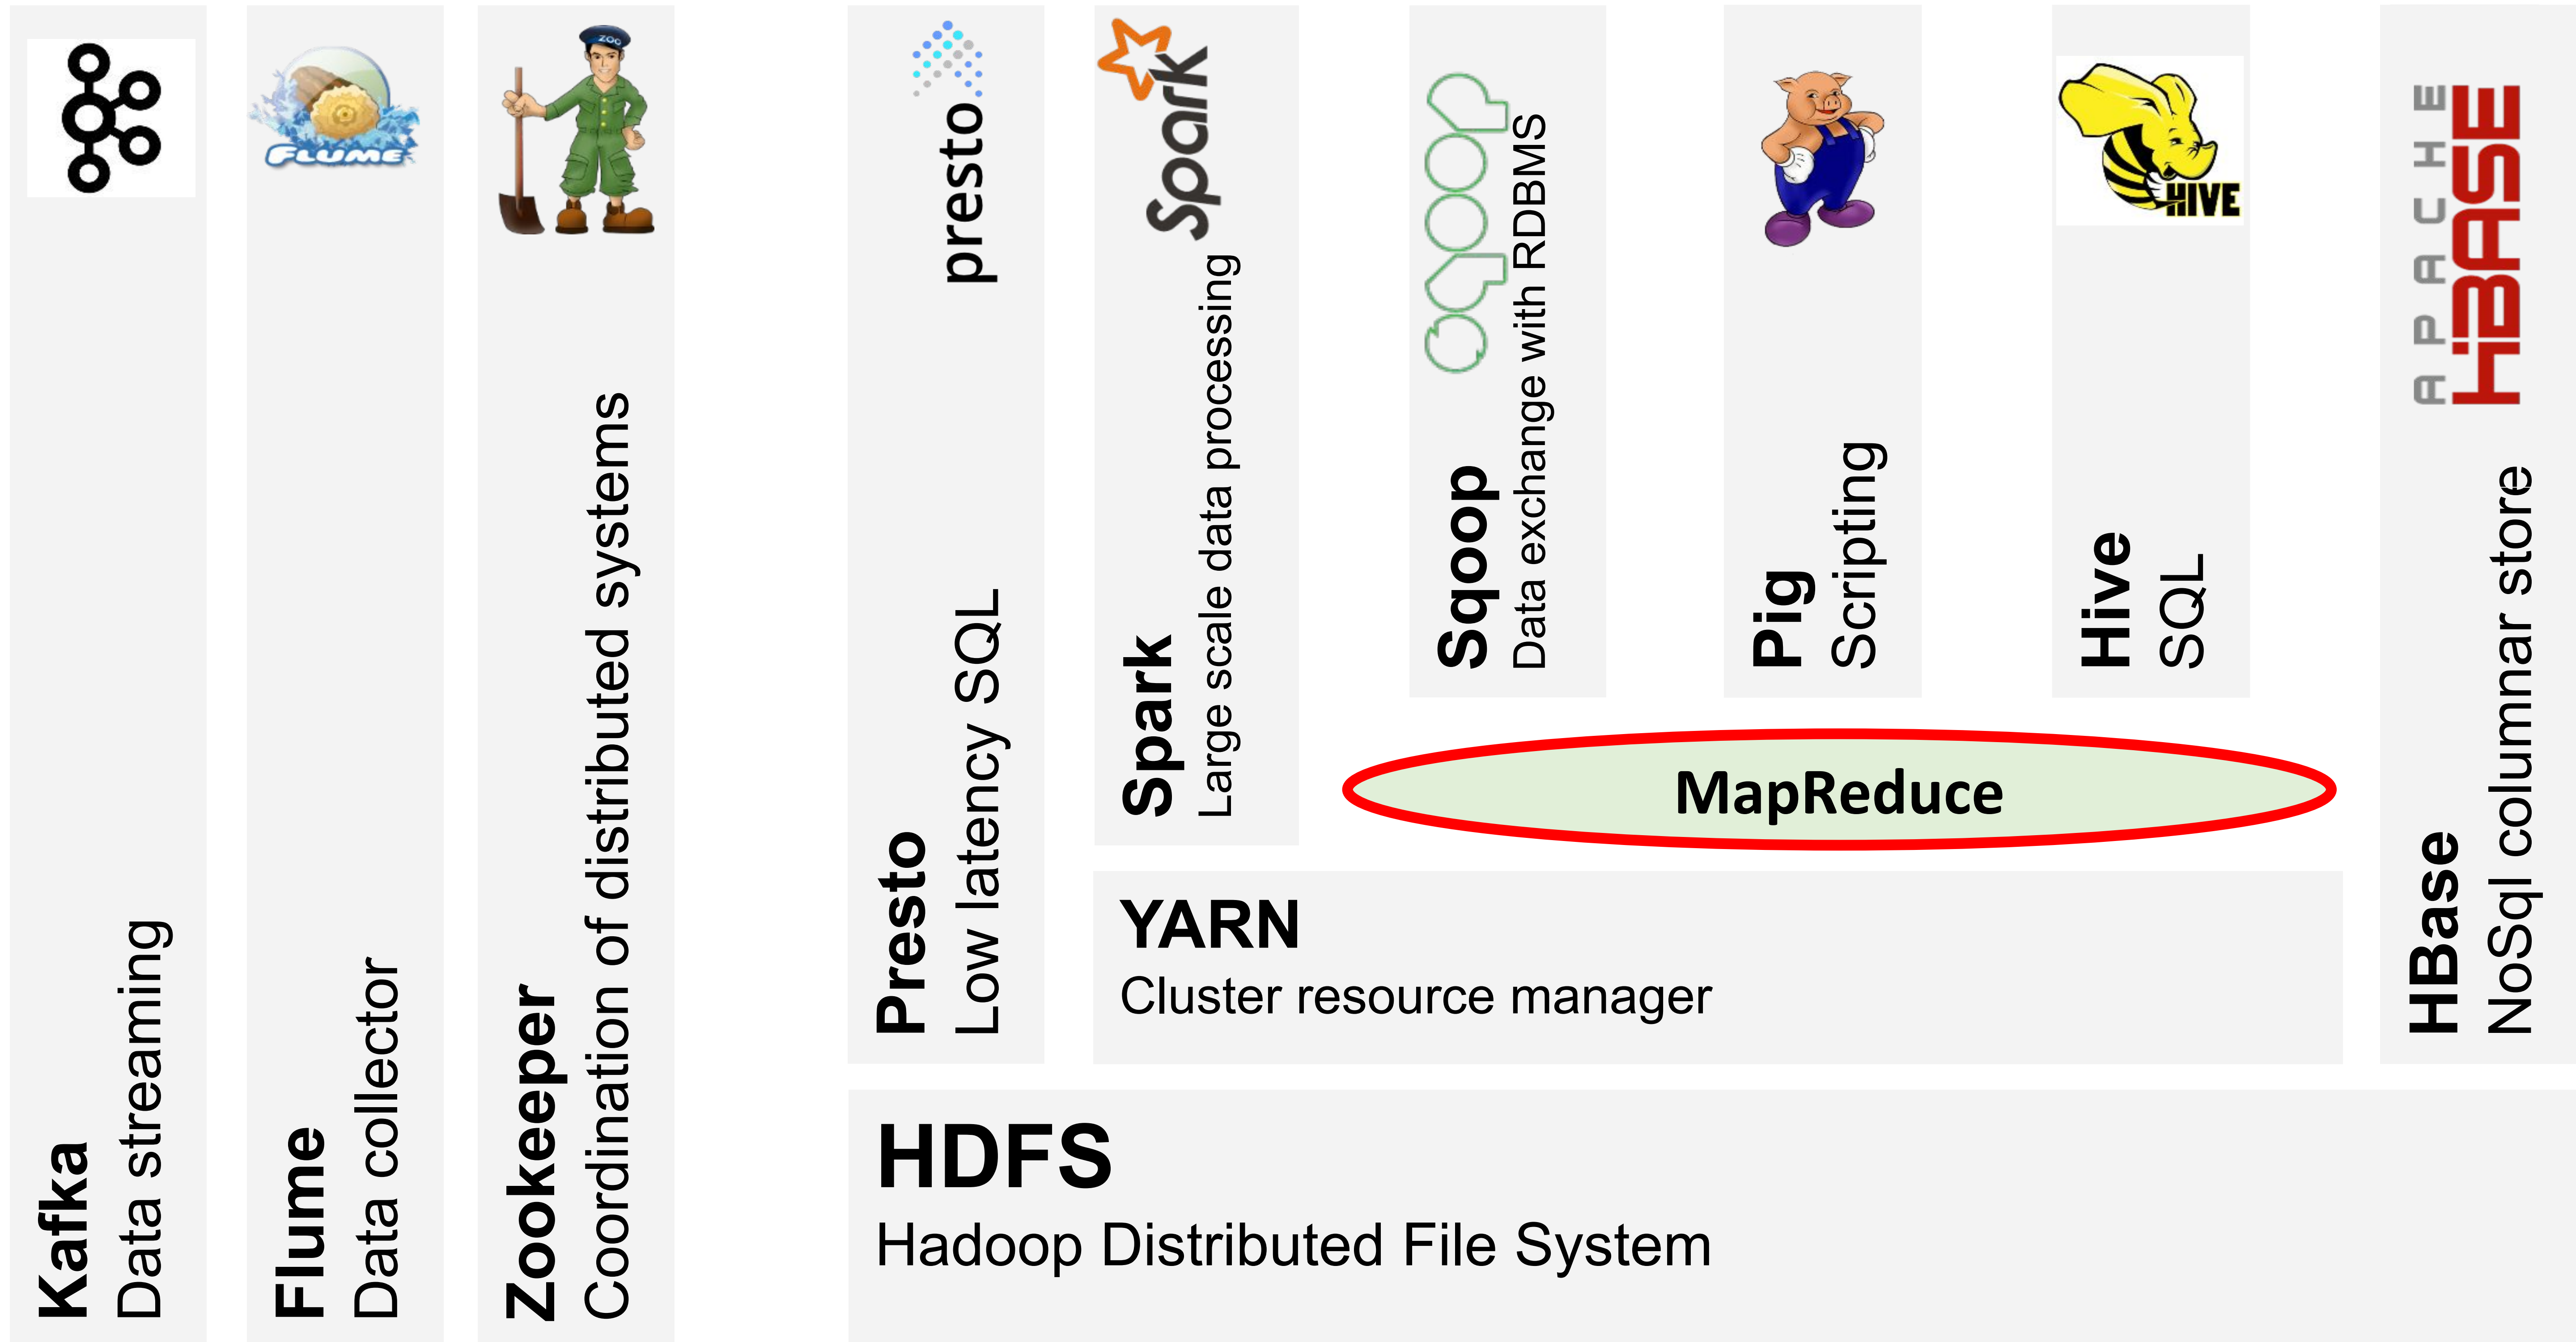 Kafka
Data streaming
FLUME
Flume
Data collector
ZOO
Zookeeper
Coordination of distributed systems
presto
Presto
Low latency SQL
Spark
Spark
Large scale data processing
sqoop
Sqoop
Data exchange with RDBMS
Pig
Scripting
HIVE
Hive
SQL
APACHE
HBASE
HBase
NoSql columnar store
MapReduce
YARN
Cluster resource manager
HDFS
Hadoop Distributed File System